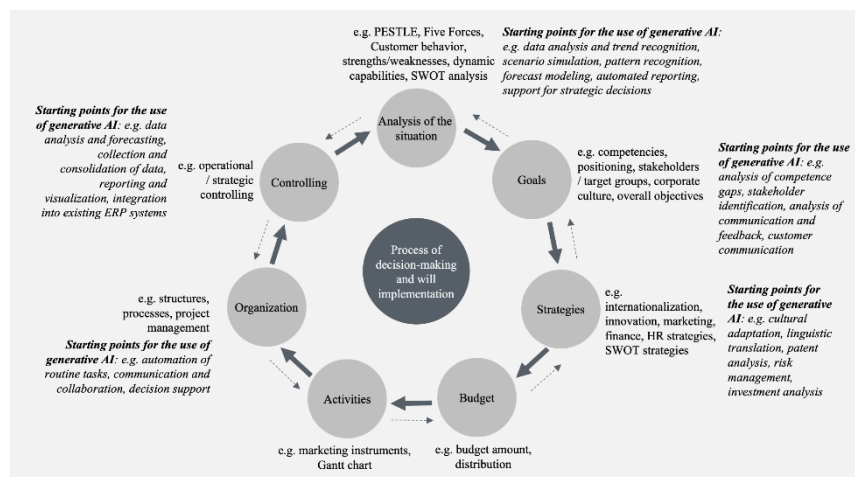 e.g. PESTLE, Five Forces,
Customer behavior,
strengths/weaknesses, dynamic
capabilities, SWOT analysis
Starting points for the use of generative AI:
e.g. data analysis and trend recognition,
scenario simulation, pattern recognition,
forecast modeling, automated reporting,
support for strategic decisions
Analysis of the
situation
Goals
e.g. competencies,
positioning, stakeholders
/ target groups, corporate
culture, overall objectives
Starting points for the use
of generative AI: e.g.
analysis of competence
gaps, stakeholder
identification, analysis of
communication and
feedback, customer
communication
Strategies
e.g.
internationalization,
innovation, marketing,
finance, HR strategies,
SWOT strategies
Starting points for
the use of generative
AI: e.g. cultural
adaptation, linguistic
translation, patent
analysis, risk
management,
investment analysis
Budget
e.g. budget amount,
distribution
Activities
e.g. marketing instruments,
Gantt chart
Organization
e.g. structures,
processes, project
management
Starting points for the use of
generative AI: e.g. automation of
routine tasks, communication and
collaboration, decision support
Controlling
e.g. operational
/ strategic
controlling
Starting points for the use
of generative AI: e.g. data
analysis and forecasting,
collection and
consolidation of data,
reporting and
visualization, integration
into existing ERP systems
Process of
decision-making
and will
implementation